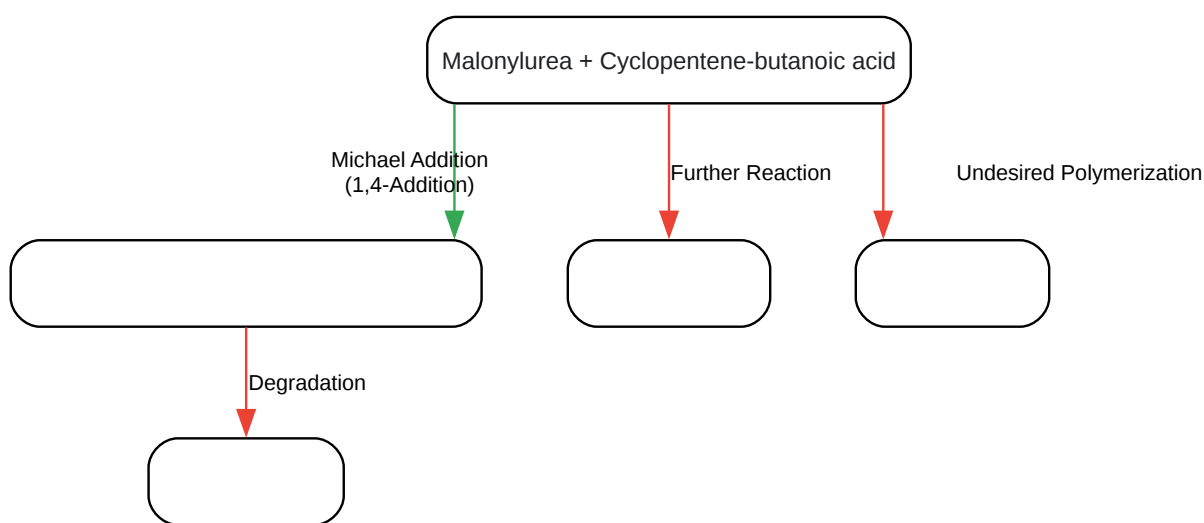 Malonylurea + Cyclopentene-butanoic acid
Michael Addition
(1,4-Addition)
Further Reaction
Undesired Polymerization
Degradation